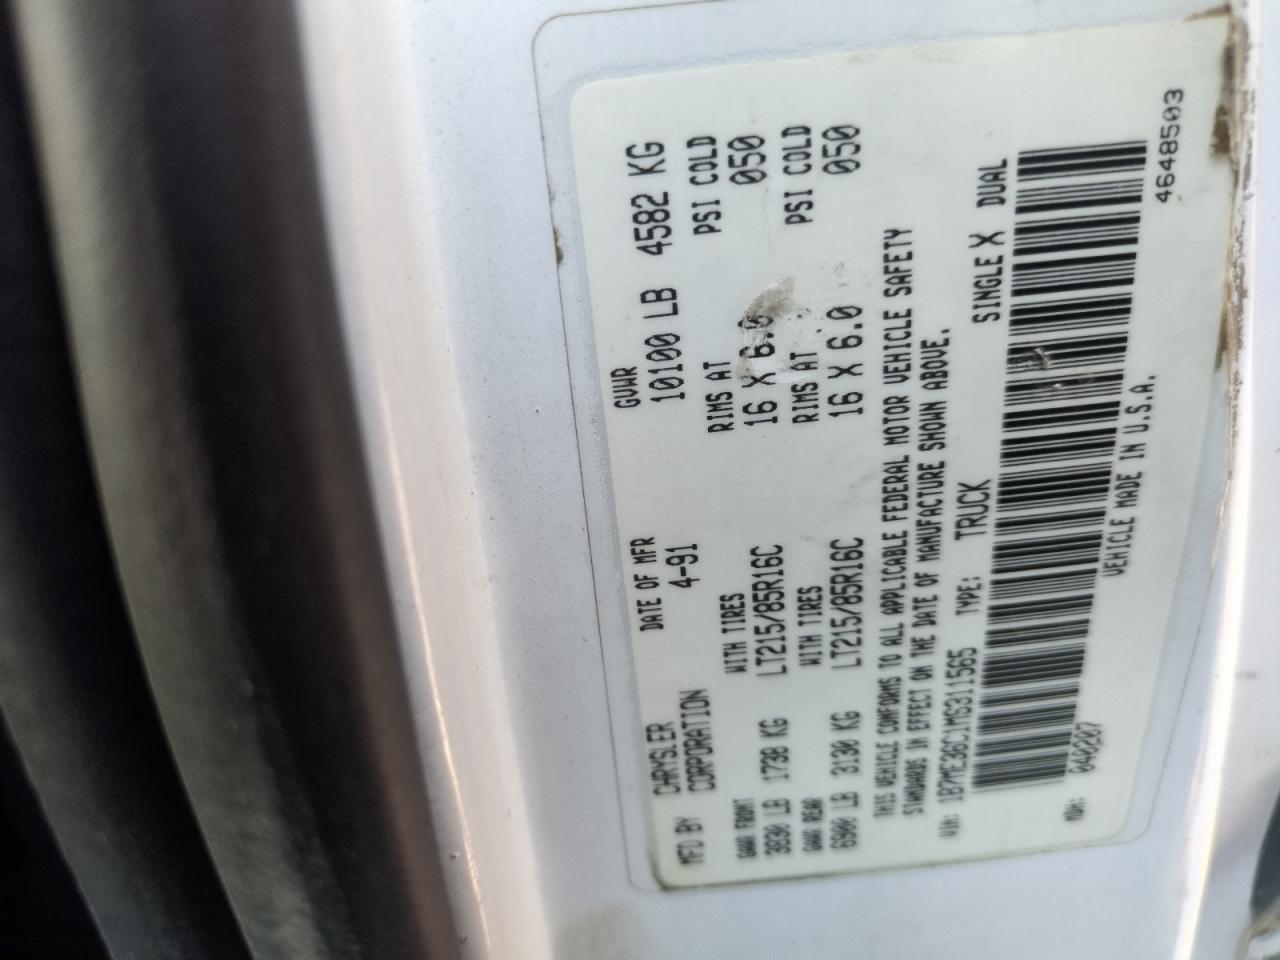 MFD BY CHRYSLER CORPORATION DATE OF MFR 4-91 GVWR 10100 LB 4582 KG
GAWR FRONT WITH TIRES RIMS AT PSI COLD
3830 LB 1738 KG LT215/85R16C 16 X 6.0 050
GAWR REAR WITH TIRES RIMS AT PSI COLD
6900 LB 3130 KG LT215/85R16C 16 X 6.0 050
THIS VEHICLE CONFORMS TO ALL APPLICABLE FEDERAL MOTOR VEHICLE SAFETY
STANDARDS IN EFFECT ON THE DATE OF MANUFACTURE SHOWN ABOVE.
VIN: 1B7ME36C1MS311565 TYPE: TRUCK SINGLE X DUAL
MDH: 040207 VEHICLE MADE IN U.S.A. 4648503